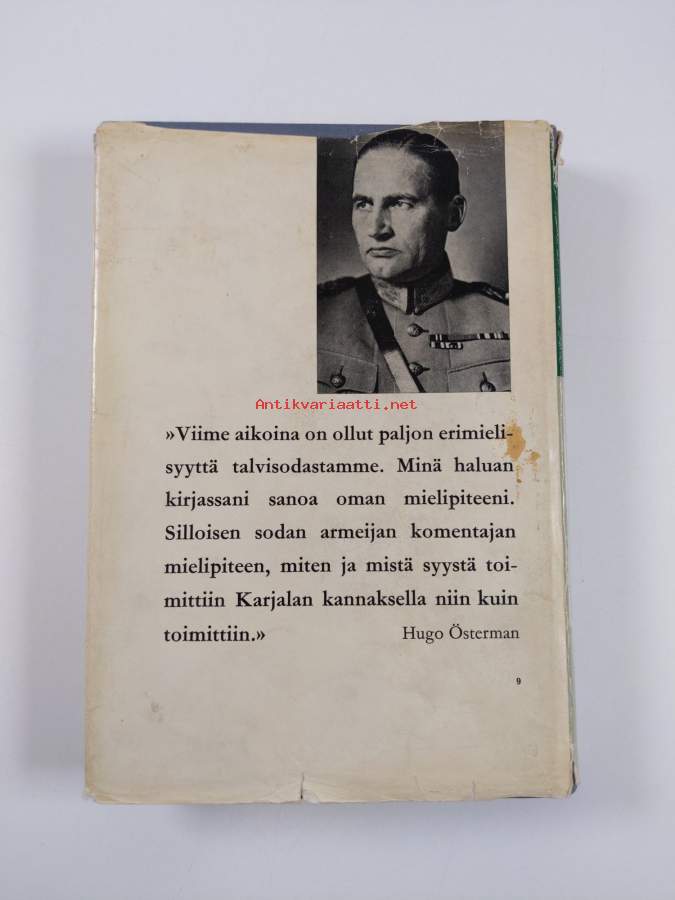 Antikvariaatti.net
»Viime aikoina on ollut paljon erimieli-
syyttä talvisodastamme. Minä haluan
kirjassani sanoa oman mielipiteeni.
Silloisen sodan armeijan komentajan
mielipiteen, miten ja mistä syystä toi-
mittiin Karjalan kannaksella niin kuin
toimittiin.» Hugo Österman
9